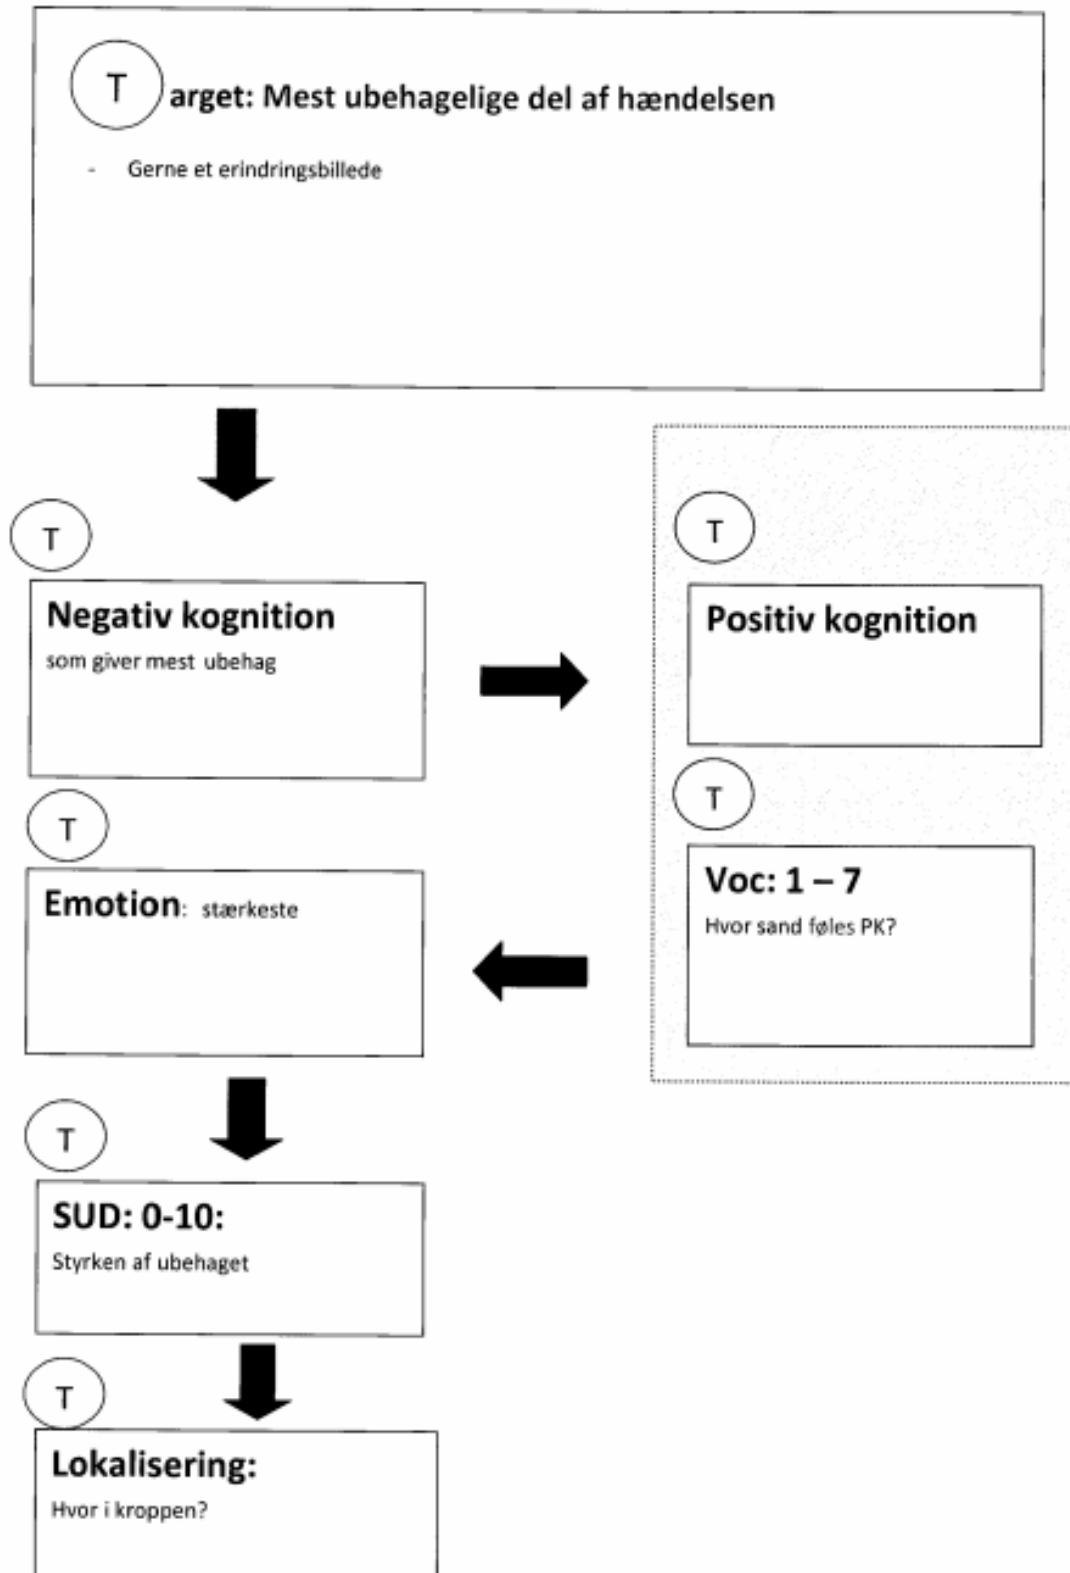 T arget: Mest ubehagelige del af hændelsen
- Gerne et erindringsbillede
T
Negativ kognition
som giver mest ubehag
T
Positiv kognition
T
Voc: 1 – 7
Hvor sand føles PK?
T
Emotion: stærkeste
T
SUD: 0-10:
Styrken af ubehaget
T
Lokalisering:
Hvor i kroppen?